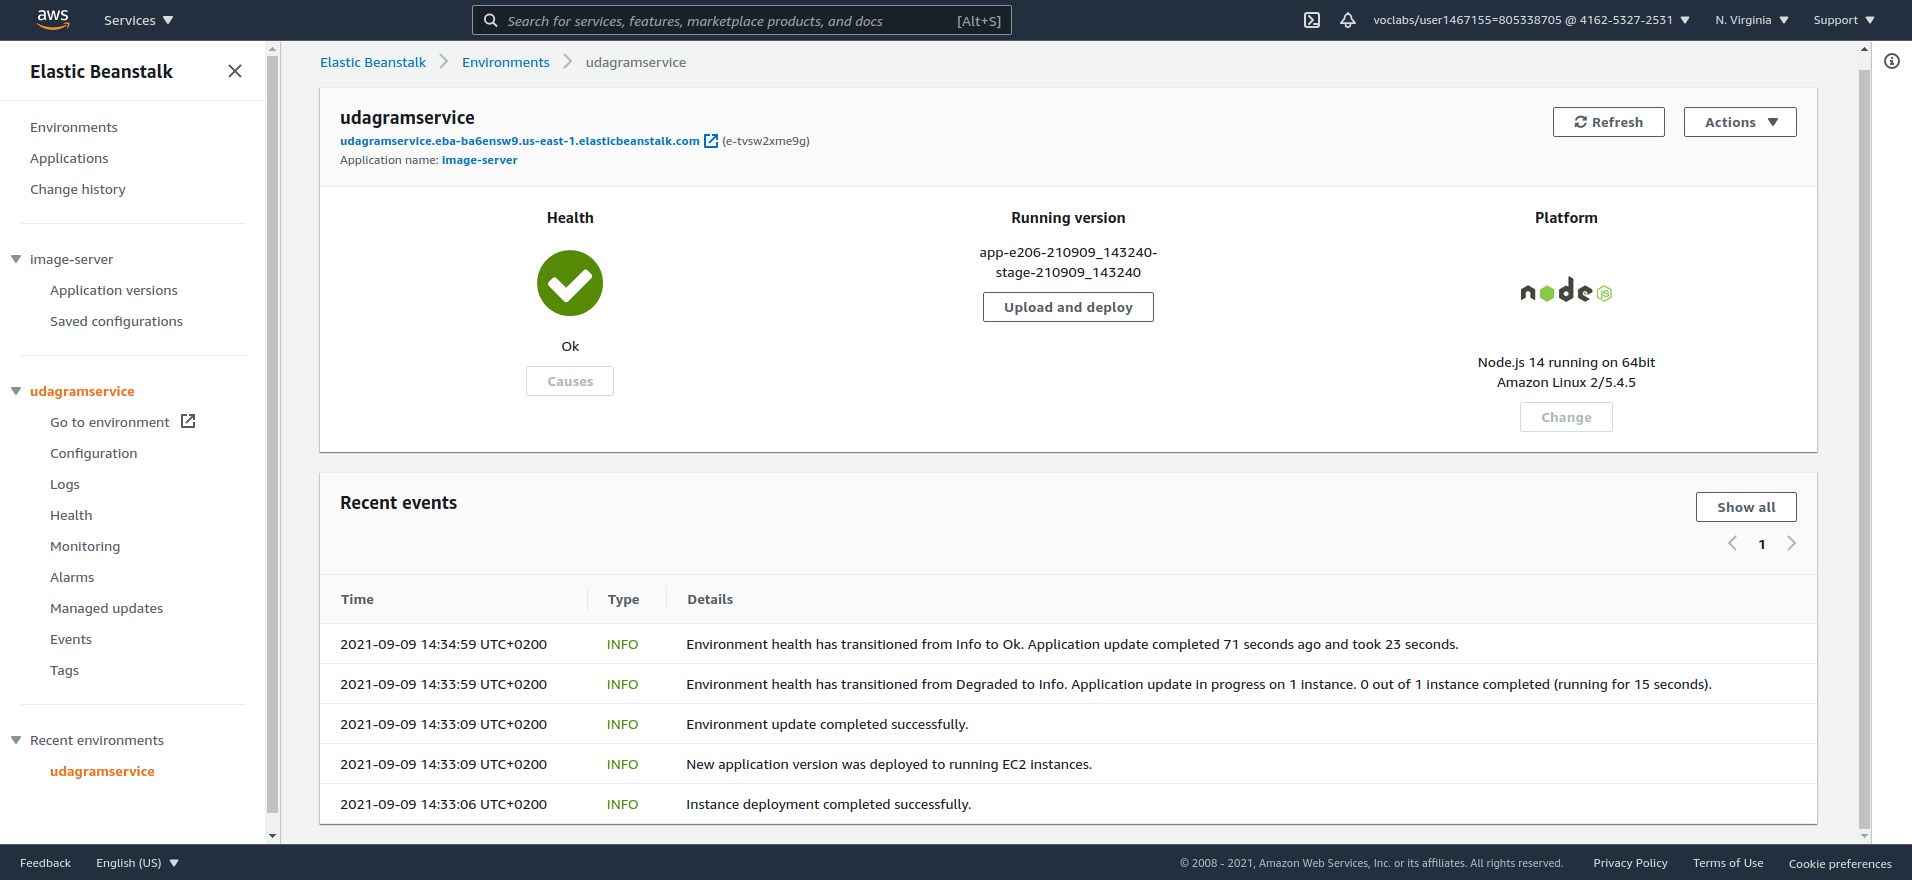 aws
Services
Search for services, features, marketplace products, and docs [Alt+S]
voclabs/user1467155=805338705 @ 4162-5327-2531
N. Virginia
Support
Elastic Beanstalk
Environments
Applications
Change history
image-server
Application versions
Saved configurations
udagramservice
Go to environment
Configuration
Logs
Health
Monitoring
Alarms
Managed updates
Events
Tags
Recent environments
udagramservice
Elastic Beanstalk
Environments
udagramservice
udagramservice
udagramservice.eba-ba6ensw9.us-east-1.elasticbeanstalk.com (e-tvsw2xme9g)
Application name: image-server
Refresh
Actions
Health
Ok
Causes
Running version
app-e206-210909_143240-
stage-210909_143240
Upload and deploy
Platform
node JS
Node.js 14 running on 64bit
Amazon Linux 2/5.4.5
Change
Recent events
Show all
1
Time Type Details
2021-09-09 14:34:59 UTC+0200 INFO Environment health has transitioned from Info to Ok. Application update completed 71 seconds ago and took 23 seconds.
2021-09-09 14:33:59 UTC+0200 INFO Environment health has transitioned from Degraded to Info. Application update in progress on 1 instance. 0 out of 1 instance completed (running for 15 seconds).
2021-09-09 14:33:09 UTC+0200 INFO Environment update completed successfully.
2021-09-09 14:33:09 UTC+0200 INFO New application version was deployed to running EC2 instances.
2021-09-09 14:33:06 UTC+0200 INFO Instance deployment completed successfully.
Feedback
English (US)
© 2008 - 2021, Amazon Web Services, Inc. or its affiliates. All rights reserved.
Privacy Policy
Terms of Use
Cookie preferences